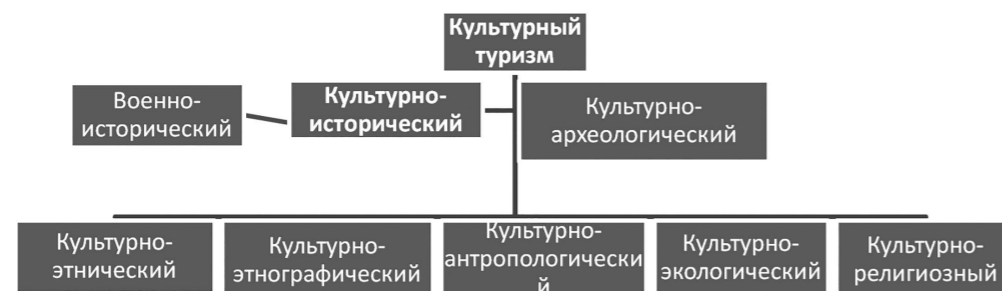 Культурный
туризм
Военно-
исторический
Культурно-
исторический
Культурно-
археологический
Культурно-
этнический
Культурно-
этнографический
Культурно-
антропологически
й
Культурно-
экологический
Культурно-
религиозный